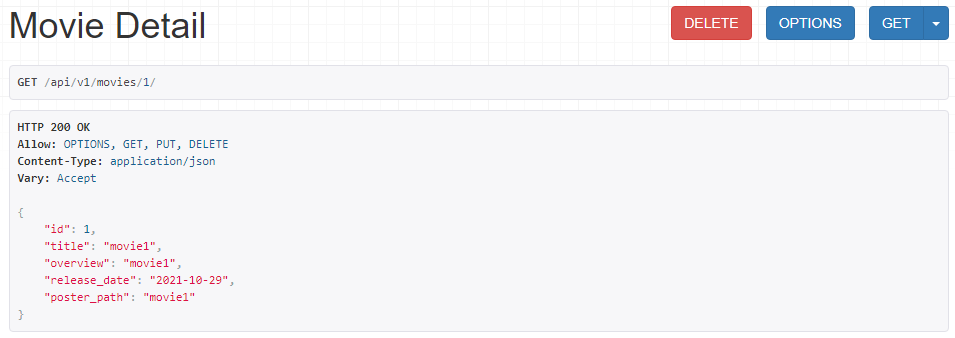 Movie Detail
DELETE OPTIONS GET
GET /api/v1/movies/1/
HTTP 200 OK
Allow: OPTIONS, GET, PUT, DELETE
Content-Type: application/json
Vary: Accept
{
    "id": 1,
    "title": "movie1",
    "overview": "movie1",
    "release_date": "2021-10-29",
    "poster_path": "movie1"
}